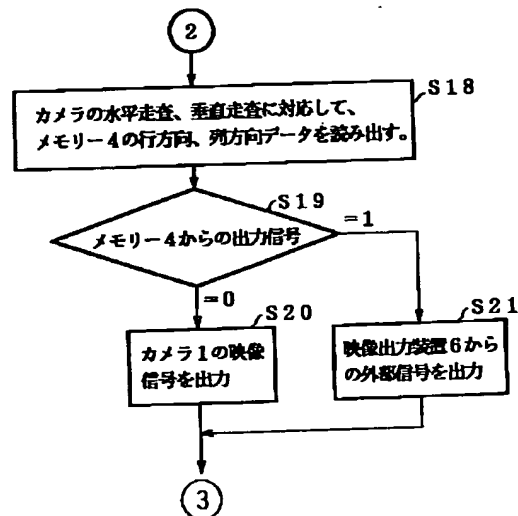 2
S18
カメラの水平走査、垂直走査に対応して、
メモリー4の行方向、列方向データを読み出す。
S19
メモリー4からの出力信号
=1
=0
S20
カメラ1の映像
信号を出力
S21
映像出力装置6から
の外部信号を出力
3